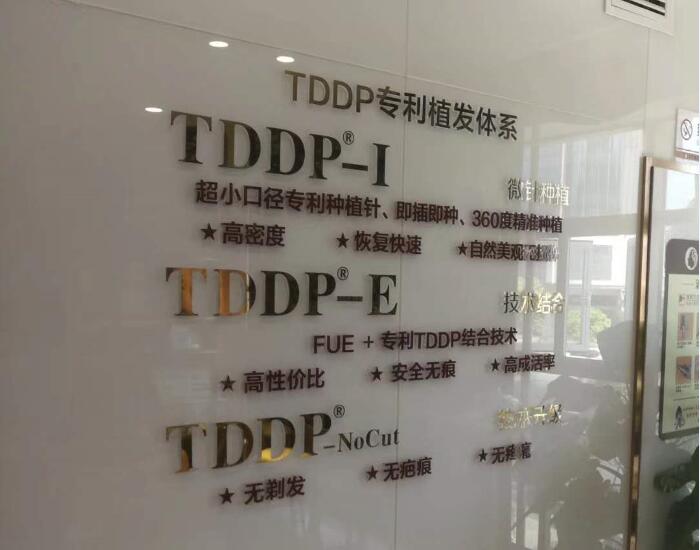 TDDP专利植发体系
TDDP®-I
微针种植
超小口径专利种植针、即插即种、360度精准种植
★高密度 ★恢复快速 ★自然美观
TDDP®-E
技术结合
FUE + 专利TDDP结合技术
★高性价比 ★安全无痕 ★高成活率
TDDP®-NoCut
技术升级
★无剃发 ★无疤痕